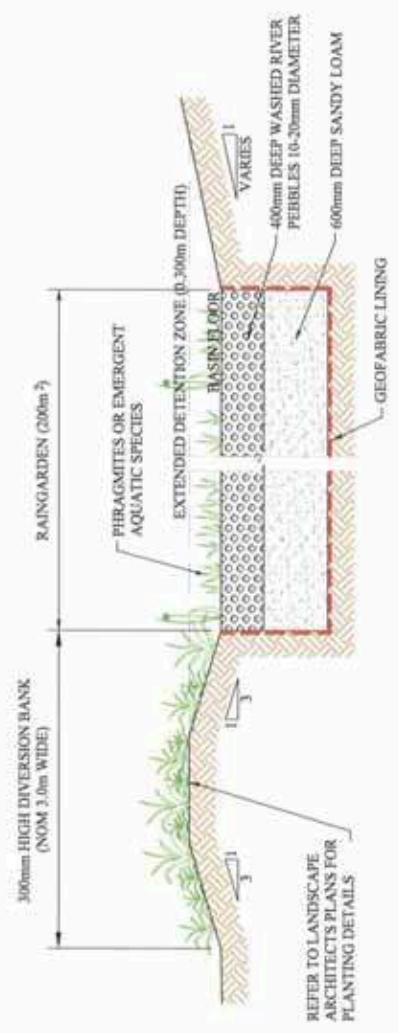 300mm HIGH DIVERSION BANK
(NOM 3.0m WIDE)
RAINGARDEN (200m²)
PHRAGMITES OR EMERGENT
AQUATIC SPECIES
EXTENDED DETENTION ZONE (0.300m DEPTH)
BASIN FLOOR
1
VARIES
400mm DEEP WASHED RIVER
PEBBLES 10-20mm DIAMETER
600mm DEEP SANDY LOAM
GEOFABRIC LINING
1
3
1
3
REFER TO LANDSCAPE
ARCHITECTS PLANS FOR
PLANTING DETAILS